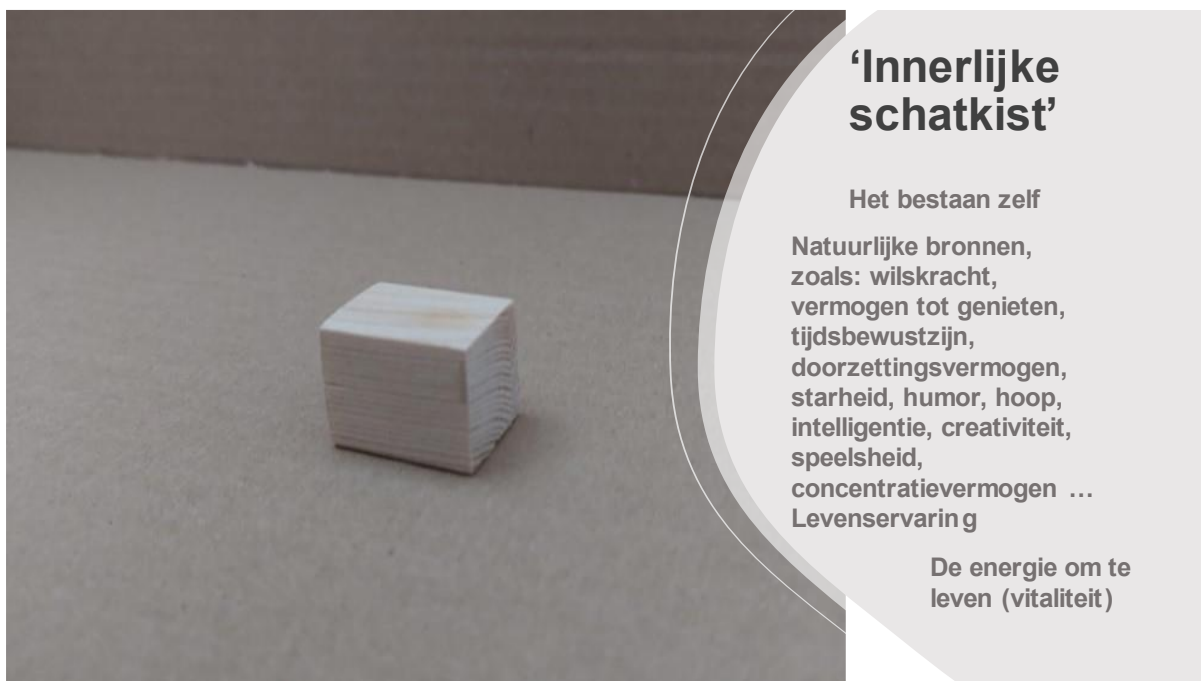 ‘Innerlijke
schatkist’
Het bestaan zelf
Natuurlijke bronnen,
zoals: wilskracht,
vermogen tot genieten,
tijdsbewustzijn,
doorzettingsvermogen,
starheid, humor, hoop,
intelligentie, creativiteit,
speelsheid,
concentratievermogen …
Levenservaring
De energie om te
leven (vitaliteit)